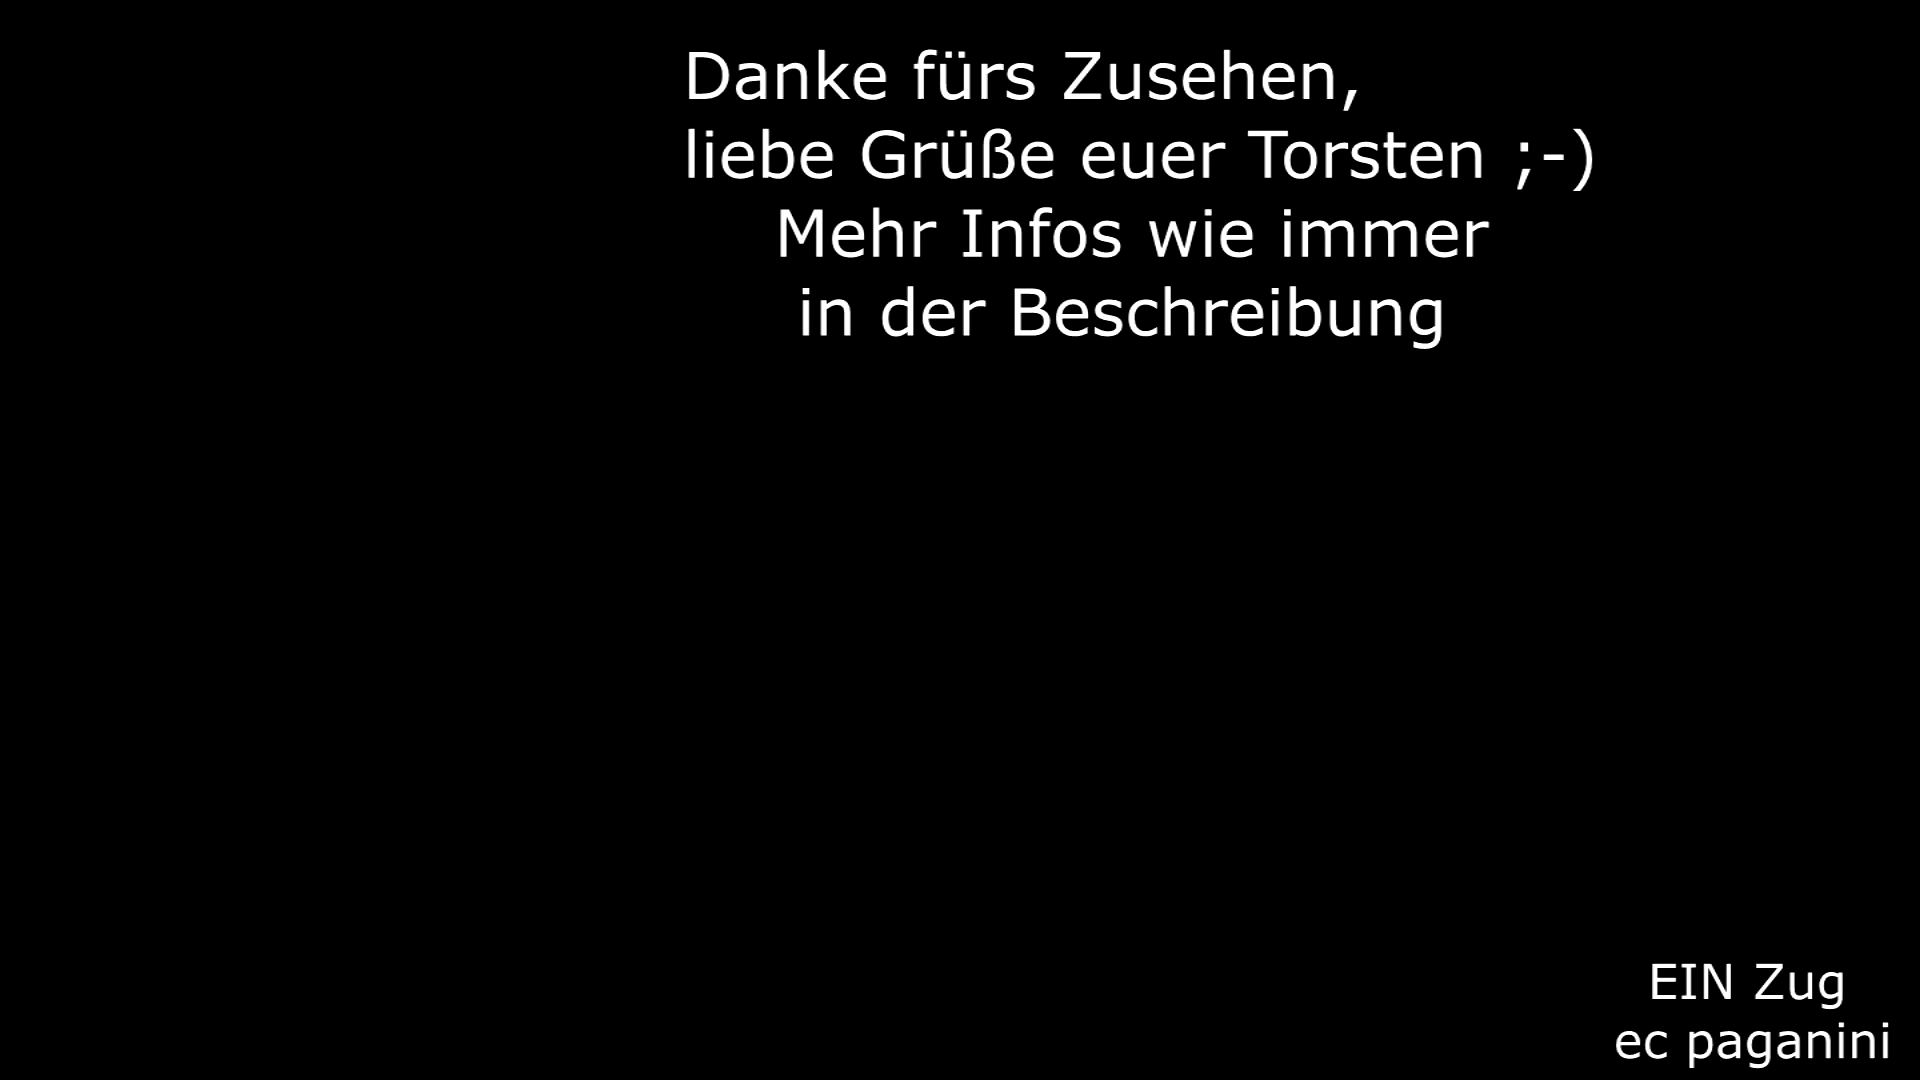 Danke fürs Zusehen,
liebe Grüße euer Torsten ;-)
Mehr Infos wie immer
in der Beschreibung
EIN Zug
ec paganini